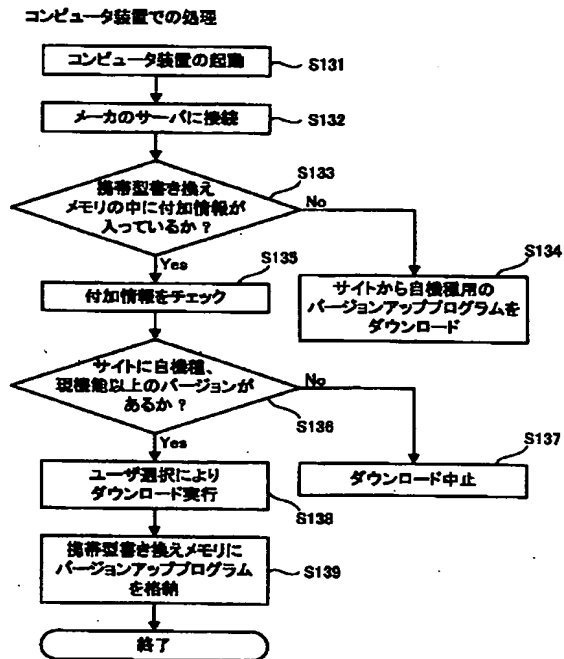 コンピュータ装置での処理
コンピュータ装置の起動
S131
メーカのサーバに接続
S132
S133
携帯型書き換え
メモリの中に付加情報が
入っているか？
No
Yes
S134
サイトから自機種用の
バージョンアッププログラムを
ダウンロード
S135
付加情報をチェック
サイトに自機種、
現機能以上のバージョンが
あるか？
No
S136
Yes
S137
ダウンロード中止
ユーザ選択により
ダウンロード実行
S138
携帯型書き換えメモリに
バージョンアッププログラム
を格納
S139
終了